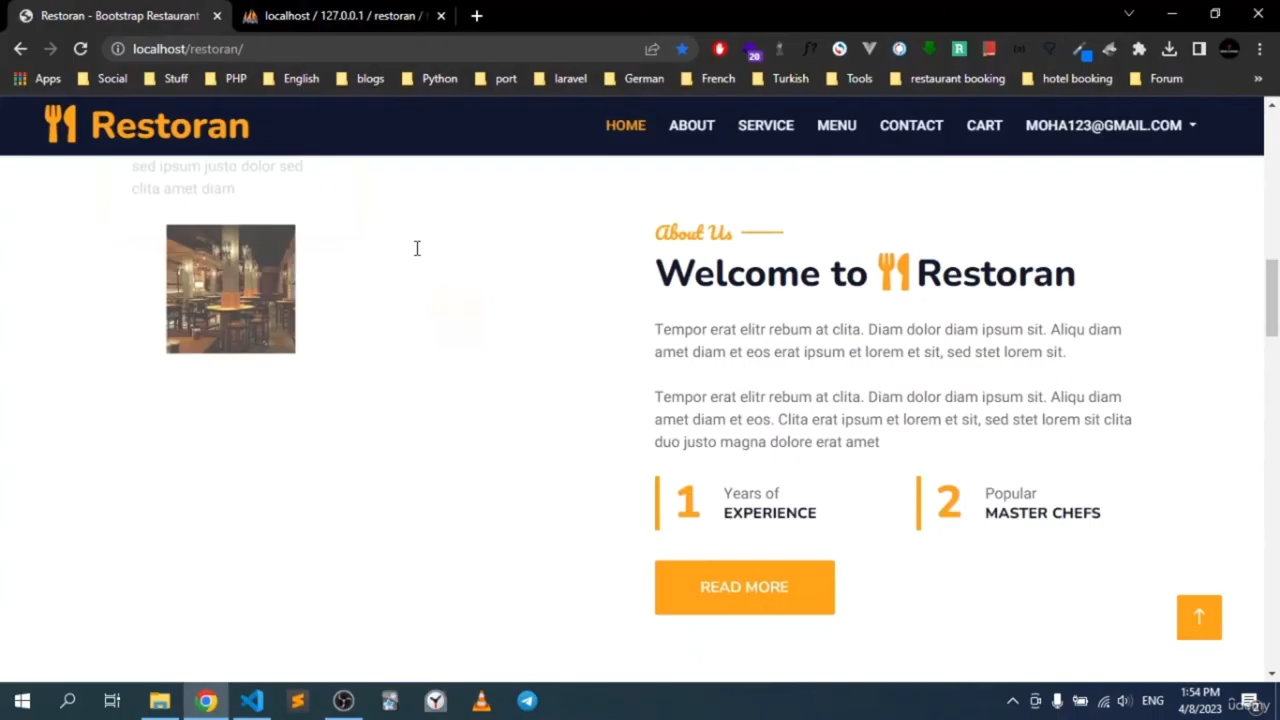 Restoran - Bootstrap Restaurant
localhost / 127.0.0.1 / restoran /
localhost/restoran/
20
Apps
Social
Stuff
PHP
English
blogs
Python
port
laravel
German
French
Turkish
Tools
restaurant booking
hotel booking
Forum
»
Restoran
HOME
ABOUT
SERVICE
MENU
CONTACT
CART
MOHA123@GMAIL.COM
sed ipsum justo dolor sed
clita amet diam
About Us
Welcome to Restoran
Tempor erat elitr rebum at clita. Diam dolor diam ipsum sit. Aliqu diam
amet diam et eos erat ipsum et lorem et sit, sed stet lorem sit.
Tempor erat elitr rebum at clita. Diam dolor diam ipsum sit. Aliqu diam
amet diam et eos. Clita erat ipsum et lorem et sit, sed stet lorem sit clita
duo justo magna dolore erat amet
1
Years of
EXPERIENCE
2
Popular
MASTER CHEFS
READ MORE
ENG
1:54 PM
4/8/2023
udemy